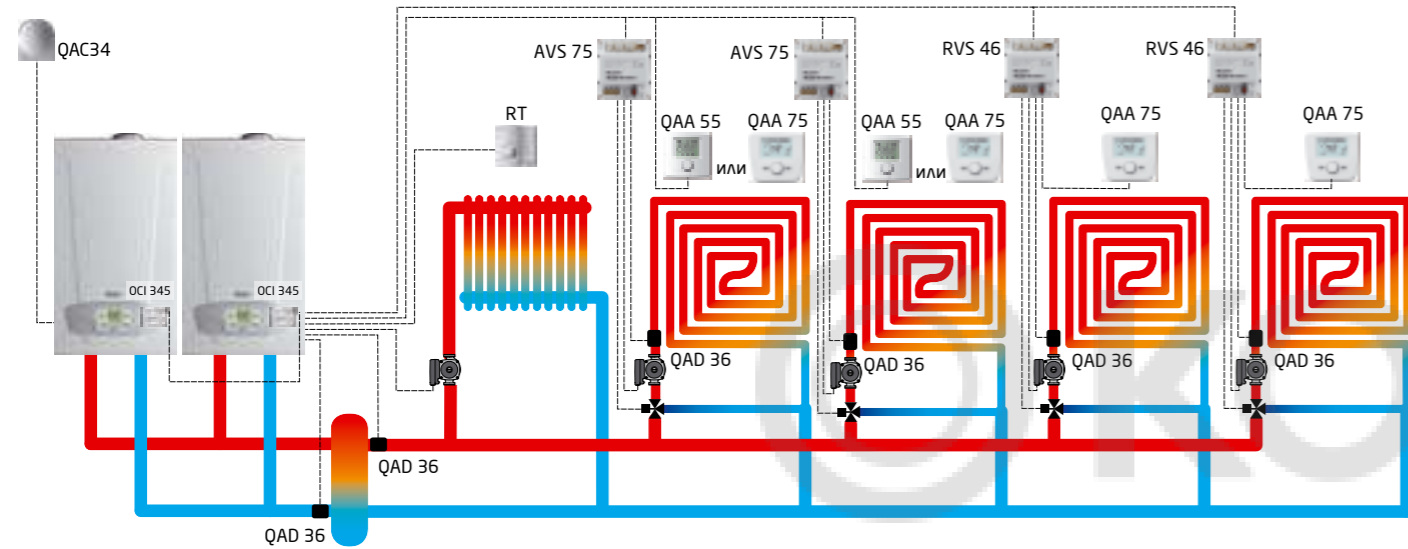 QAC34
AVS 75
AVS 75
RVS 46
RVS 46
RT
QAA 55
QAA 75
QAA 55
QAA 75
QAA 75
QAA 75
или
или
OCI 345
OCI 345
QAD 36
QAD 36
QAD 36
QAD 36
QAD 36
QAD 36
КО